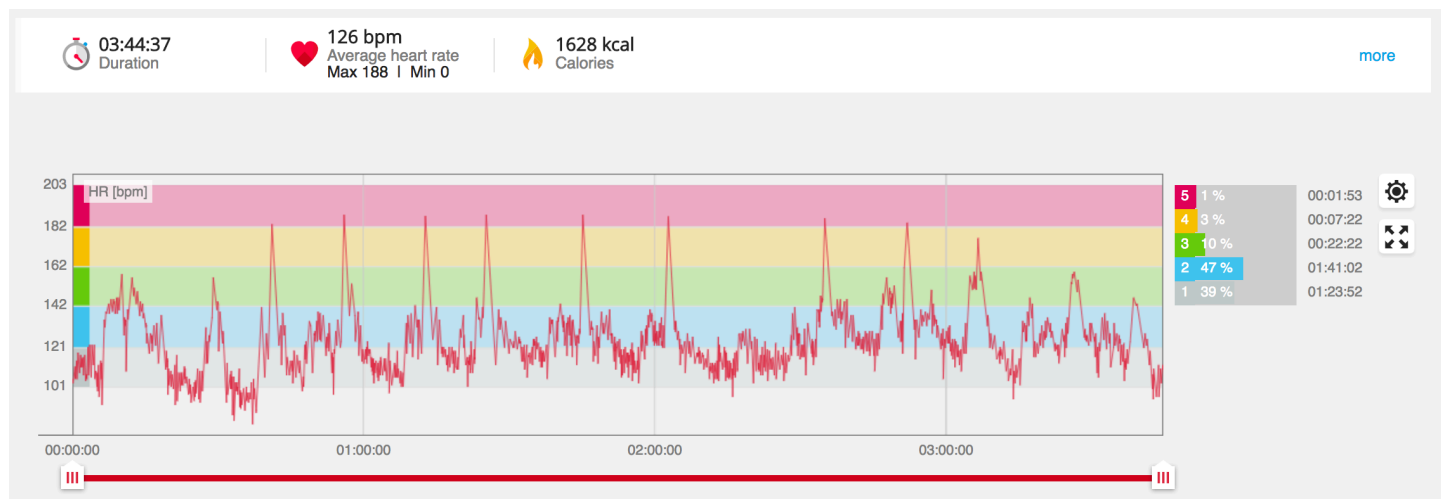 03:44:37
Duration
126 bpm
Average heart rate
Max 188 | Min 0
1628 kcal
Calories
more
HR [bpm]
203
182
162
142
121
101
00:00:00 01:00:00 02:00:00 03:00:00
5 1 % 00:01:53
4 3 % 00:07:22
3 10 % 00:22:22
2 47 % 01:41:02
1 39 % 01:23:52